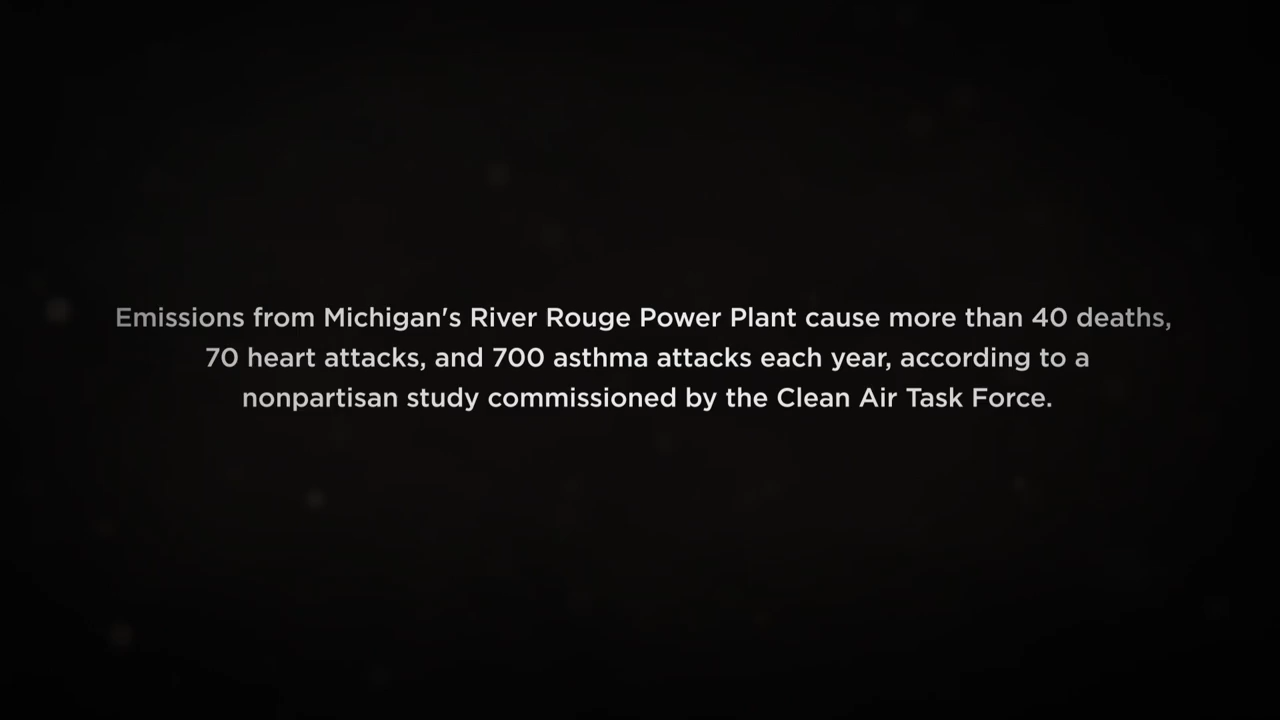 Emissions from Michigan's River Rouge Power Plant cause more than 40 deaths,
70 heart attacks, and 700 asthma attacks each year, according to a
nonpartisan study commissioned by the Clean Air Task Force.